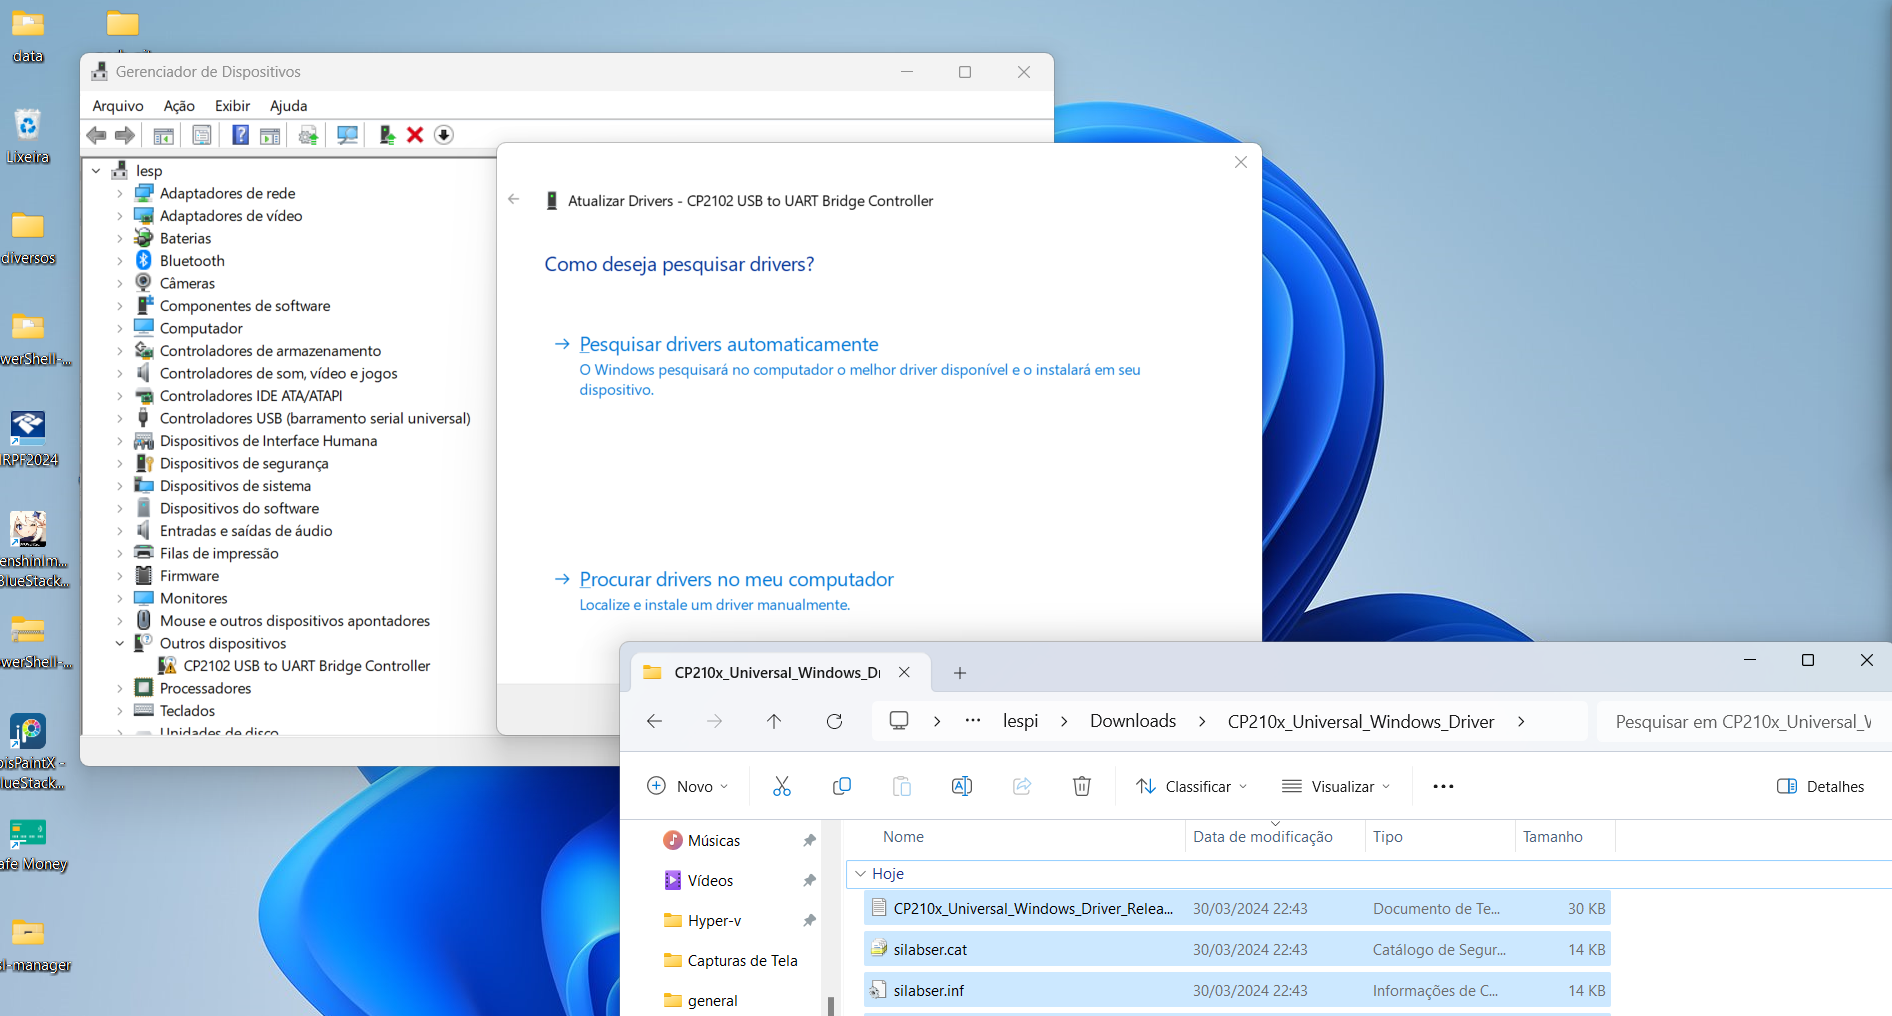 data
Lixeira
diversos
werShell-...
RPF2024
enshinIm...
BlueStack...
werShell-...
oisPaintX -
lueStack...
afe Money
sl-manager
Gerenciador de Dispositivos
Arquivo Ação Exibir Ajuda
lesp
Adaptadores de rede
Adaptadores de vídeo
Baterias
Bluetooth
Câmeras
Componentes de software
Computador
Controladores de armazenamento
Controladores de som, vídeo e jogos
Controladores IDE ATA/ATAPI
Controladores USB (barramento serial universal)
Dispositivos de Interface Humana
Dispositivos de segurança
Dispositivos de sistema
Dispositivos do software
Entradas e saídas de áudio
Filas de impressão
Firmware
Monitores
Mouse e outros dispositivos apontadores
Outros dispositivos
CP2102 USB to UART Bridge Controller
Processadores
Teclados
Unidades de disco
Atualizar Drivers - CP2102 USB to UART Bridge Controller
Como deseja pesquisar drivers?
Pesquisar drivers automaticamente
O Windows pesquisará no computador o melhor driver disponível e o instalará em seu
dispositivo.
Procurar drivers no meu computador
Localize e instale um driver manualmente.
CP210x_Universal_Windows_Dr
lespi Downloads CP210x_Universal_Windows_Driver
Pesquisar em CP210x_Universal_W
Novo Classificar Visualizar Detalhes
Músicas
Vídeos
Hyper-v
Capturas de Tela
general
Nome Data de modificação Tipo Tamanho
Hoje
CP210x_Universal_Windows_Driver_Relea... 30/03/2024 22:43 Documento de Te... 30 KB
silabser.cat 30/03/2024 22:43 Catálogo de Segur... 14 KB
silabser.inf 30/03/2024 22:43 Informações de C... 14 KB